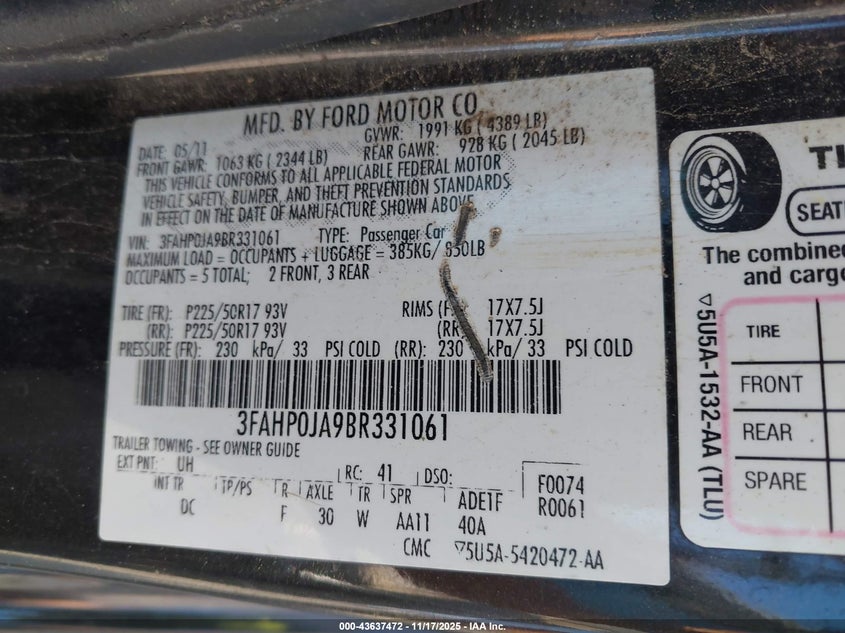 MFD. BY FORD MOTOR CO.
DATE: 05/11 GVWR: 1991 KG ( 4389 LB)
FRONT GAWR: 1063 KG ( 2344 LB) REAR GAWR: 928 KG ( 2045 LB)
THIS VEHICLE CONFORMS TO ALL APPLICABLE FEDERAL MOTOR
VEHICLE SAFETY, BUMPER, AND THEFT PREVENTION STANDARDS
IN EFFECT ON THE DATE OF MANUFACTURE SHOWN ABOVE
VIN: 3FAHP0JA9BR331061 TYPE: Passenger Car
MAXIMUM LOAD = OCCUPANTS + LUGGAGE = 385KG/ 850LB
OCCUPANTS = 5 TOTAL; 2 FRONT, 3 REAR
TIRE (FR): P225/50R17 93V RIMS (F 17X7.5J
(RR): P225/50R17 93V (RR 17X7.5J
PRESSURE (FR): 230 kPa/ 33 PSI COLD (RR): 230 kPa/ 33 PSI COLD
3FAHP0JA9BR331061
TRAILER TOWING - SEE OWNER GUIDE
EXT PNT: UH RC: 41 DSO: F0074
INT TR TP/PS R AXLE TR SPR ADE1F R0061
DC F 30 W AA11 40A
CMC ▽5U5A-5420472-AA
TI
SEATI
The combined
and cargo
TIRE
FRONT
REAR
SPARE
▽5U5A-1532-AA (TLU)
000-43637472 — 11/17/2025 — IAA Inc.